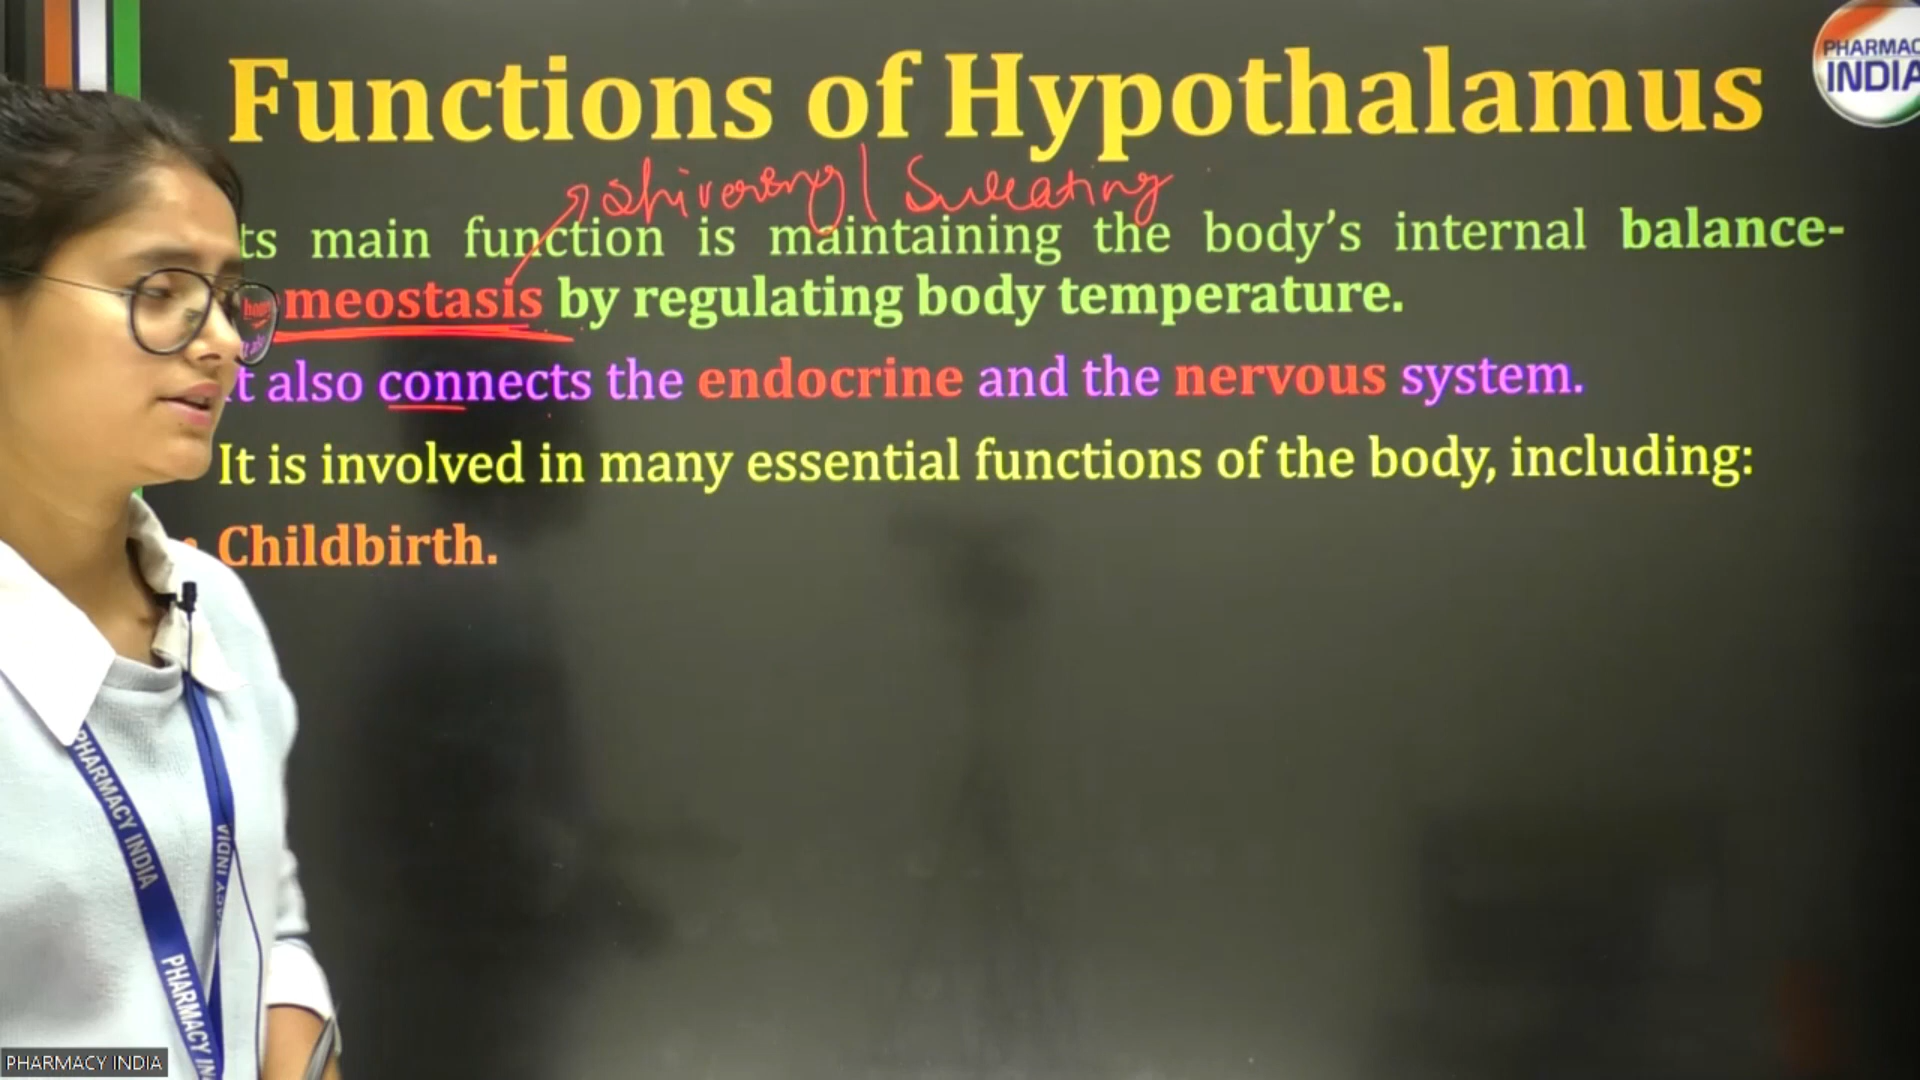 Functions of Hypothalamus
PHARMAC
INDIA
shivering | Sweating
ts main function is maintaining the body's internal balance-
meostasis by regulating body temperature.
t also connects the endocrine and the nervous system.
It is involved in many essential functions of the body, including:
• Childbirth.
PHARMACY INDIA
PHARMACY IN
PHARMACY INDIA